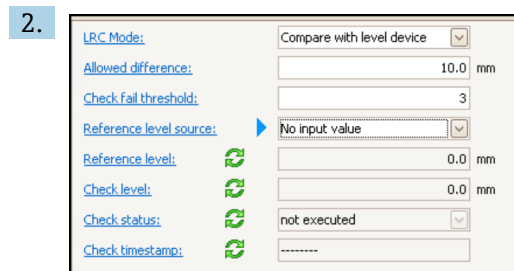 2.
LRC Mode: Compare with level device
Allowed difference: 10.0 mm
Check fail threshold: 3
Reference level source: No input value
Reference level: 0.0 mm
Check level: 0.0 mm
Check status: not executed
Check timestamp: --------